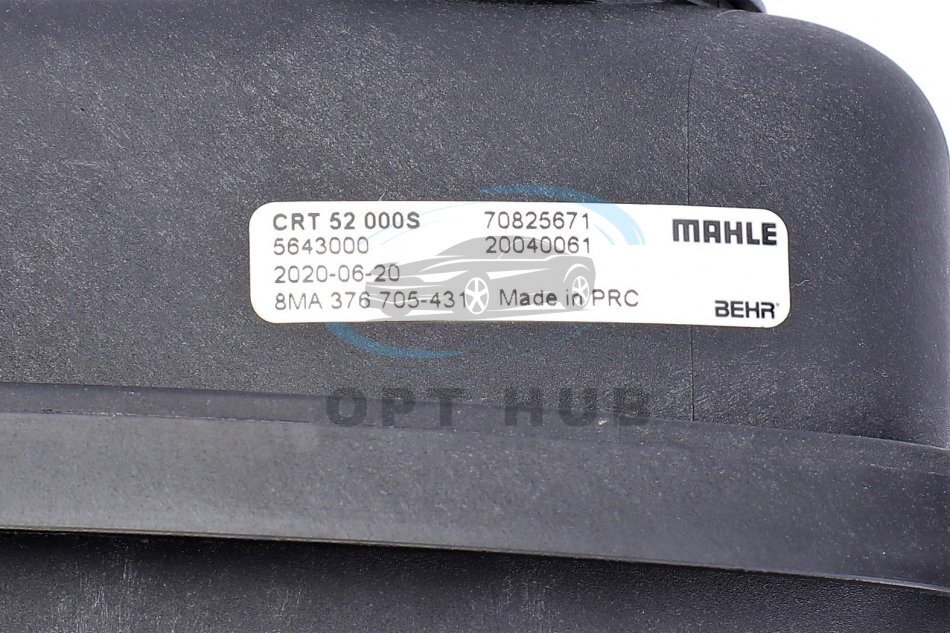 CRT 52 000S 70825671 MAHLE
5643000 20040061
2020-06-20
8MA 376 705-431 Made in PRC BEHR
OPT HUB